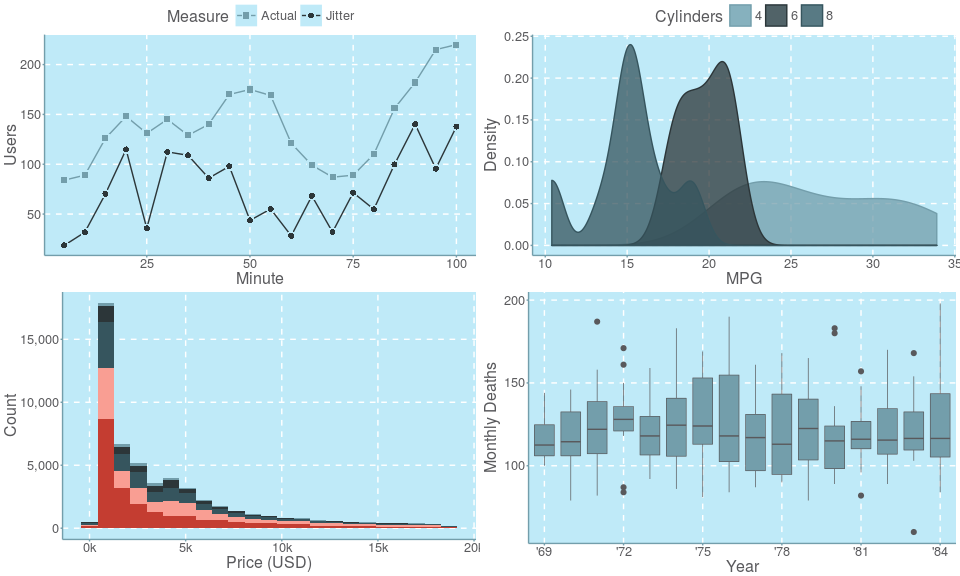 Measure Actual Jitter
Users
200
150
100
50
25 50 75 100
Minute
Cylinders 4 6 8
Density
0.25
0.20
0.15
0.10
0.05
0.00
10 15 20 25 30 35
MPG
Count
15,000
10,000
5,000
0
0k 5k 10k 15k 20
Price (USD)
Monthly Deaths
200
150
100
'69 '72 '75 '78 '81 '84
Year